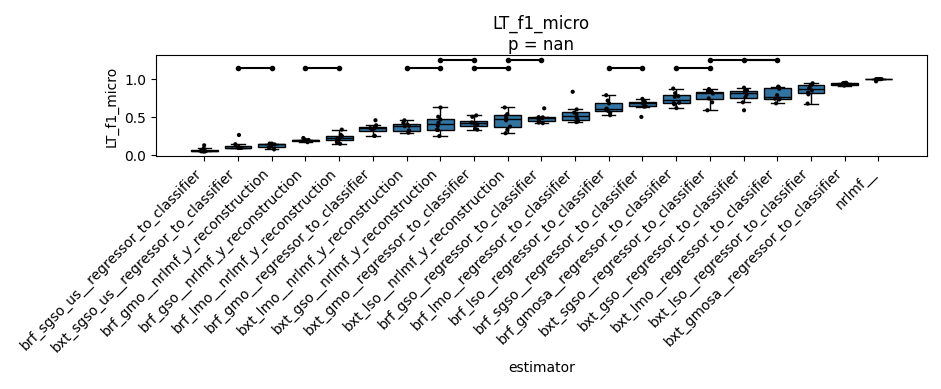 LT_f1_micro
p = nan
LT_f1_micro
1.0
0.5
0.0
brf_sgso_us__regressor_to_classifier
bxt_sgso_us__regressor_to_classifier
brf_gmo__nrlmf_y_reconstruction
brf_gso__nrlmf_y_reconstruction
brf_lmo__nrlmf_y_reconstruction
brf_gmo__regressor_to_classifier
bxt_lmo__nrlmf_y_reconstruction
bxt_gso__nrlmf_y_reconstruction
bxt_gmo__regressor_to_classifier
bxt_lso__nrlmf_y_reconstruction
brf_gso__regressor_to_classifier
brf_lmo__regressor_to_classifier
brf_lso__regressor_to_classifier
brf_sgso__regressor_to_classifier
brf_gmosa__regressor_to_classifier
bxt_sgso__regressor_to_classifier
bxt_gso__regressor_to_classifier
bxt_lmo__regressor_to_classifier
bxt_lso__regressor_to_classifier
bxt_gmosa__regressor_to_classifier
nrlmf__
estimator